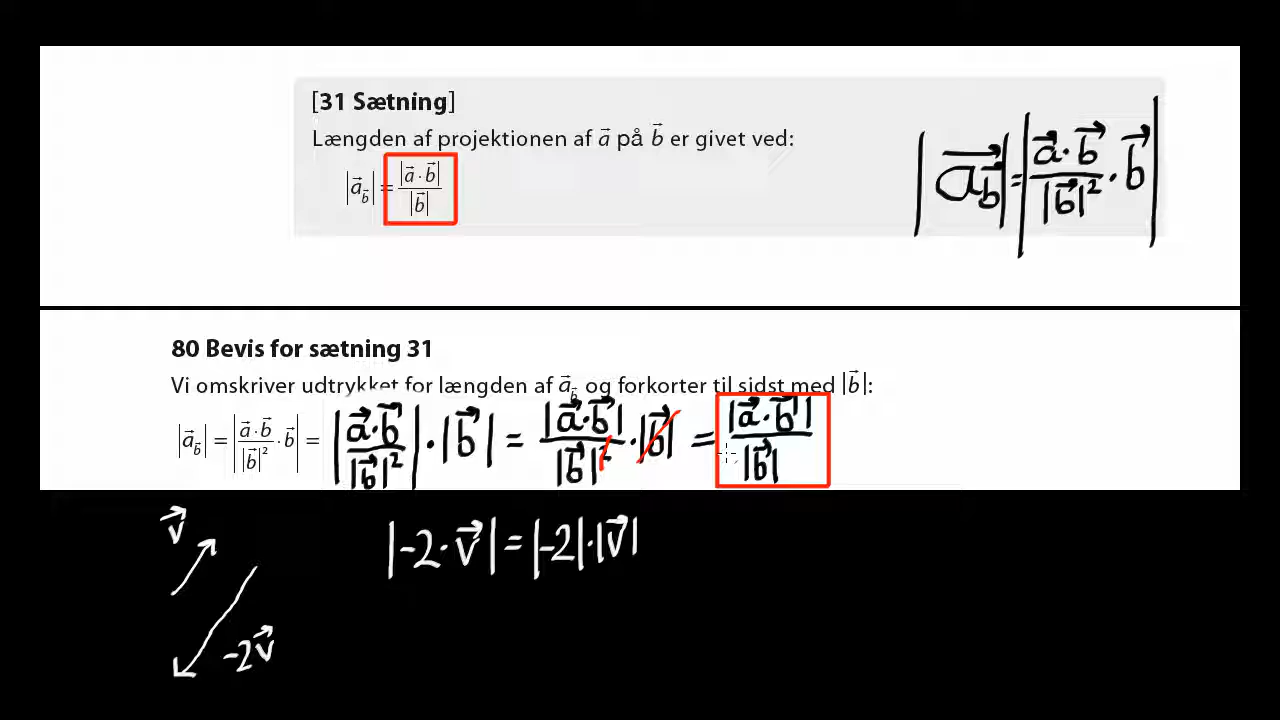 [31 Sætning]
Længden af projektionen af a⃗ på b⃗ er givet ved:
|a⃗_b⃗| = |a⃗ · b⃗| / |b⃗|
|a⃗_b⃗| = |(a⃗ · b⃗) / |b⃗|² · b⃗|
80 Bevis for sætning 31
Vi omskriver udtrykket for længden af a⃗_b⃗ og forkorter til sidst med |b⃗|:
|a⃗_b⃗| = |(a⃗ · b⃗) / |b⃗|² · b⃗| = |(a⃗ · b⃗) / |b⃗|²| · |b⃗| = |a⃗ · b⃗| / |b⃗|² · |b⃗| = |a⃗ · b⃗| / |b⃗|
v⃗
|-2 · v⃗| = |-2| · |v⃗|
-2v⃗